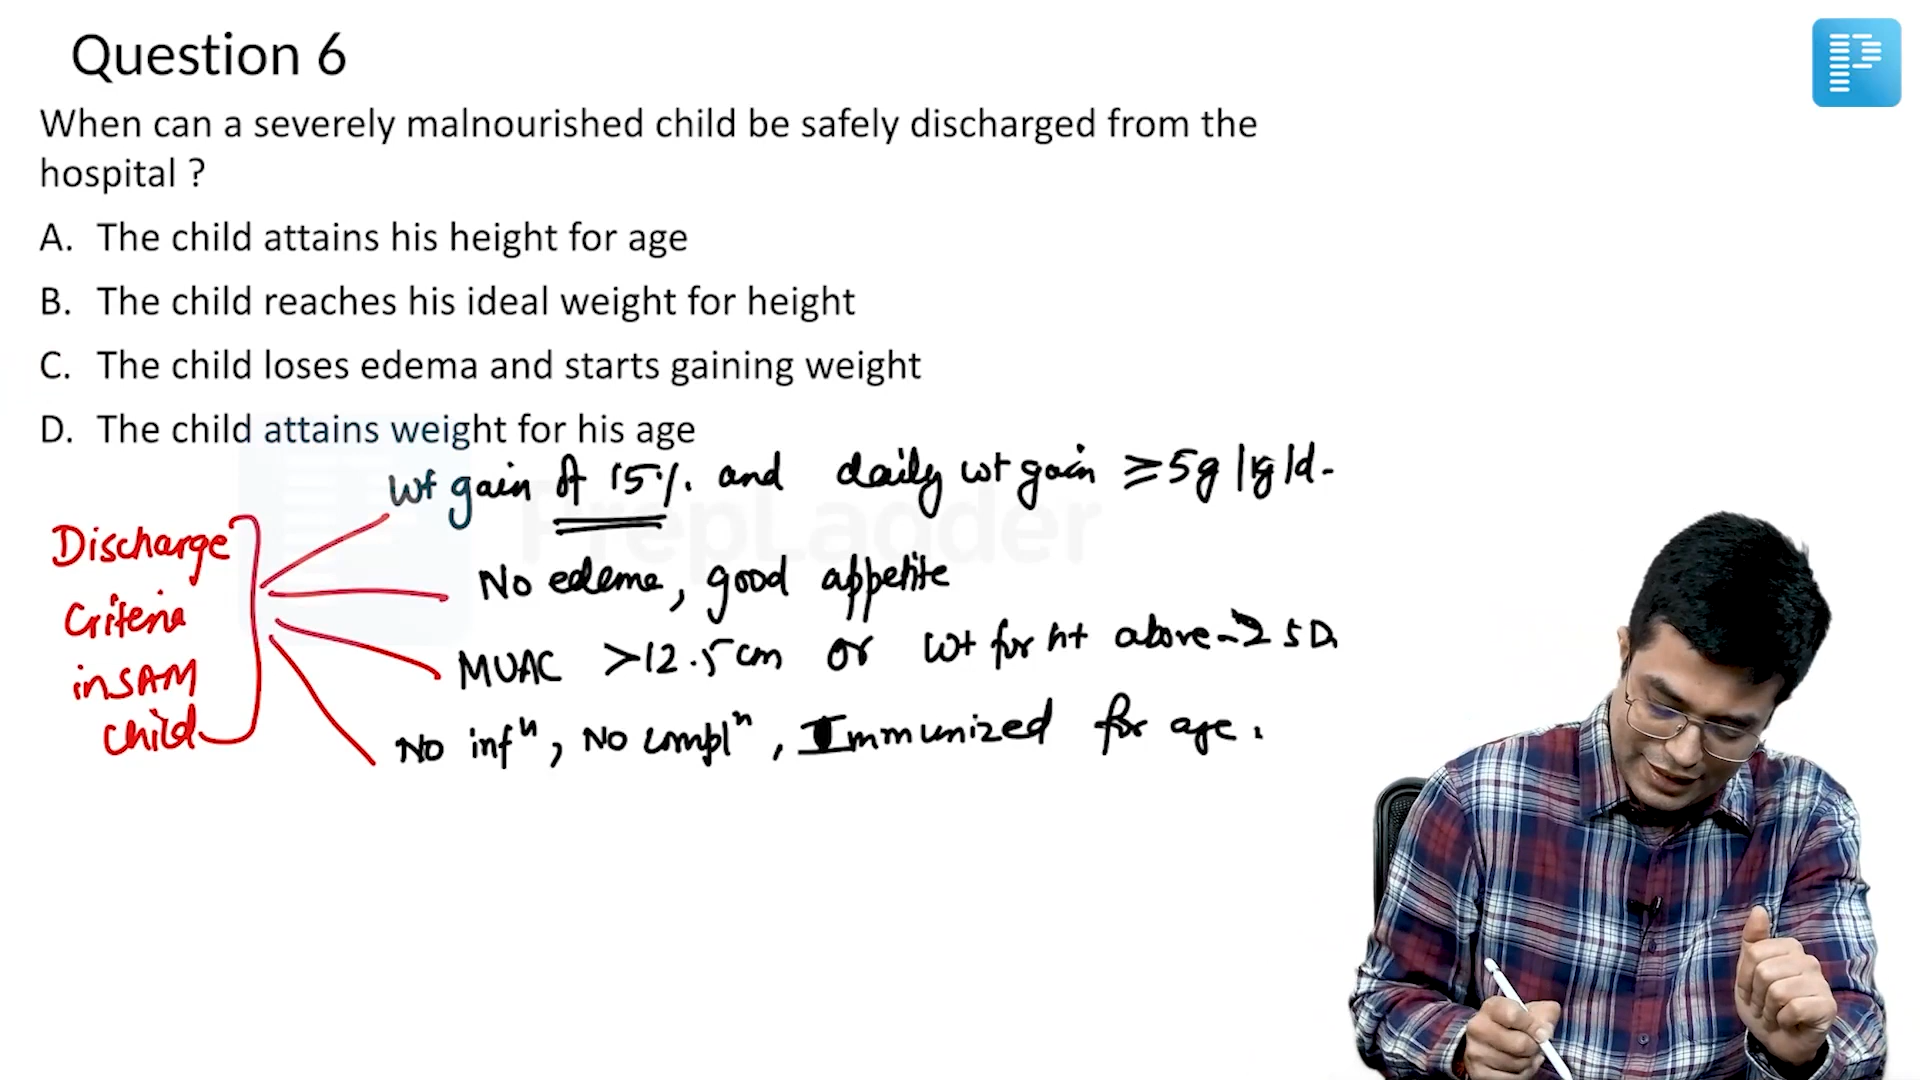 Question 6
When can a severely malnourished child be safely discharged from the
hospital ?
A. The child attains his height for age
B. The child reaches his ideal weight for height
C. The child loses edema and starts gaining weight
D. The child attains weight for his age
Wt gain of 15% and daily wt gain ≥5g/kg/d.
Discharge
Criteria
in SAM
child
No edema, good appetite
MUAC >12.5cm or wt for ht above -2 SD
No infⁿ, No complⁿ, Immunized for age.
PrepLadder